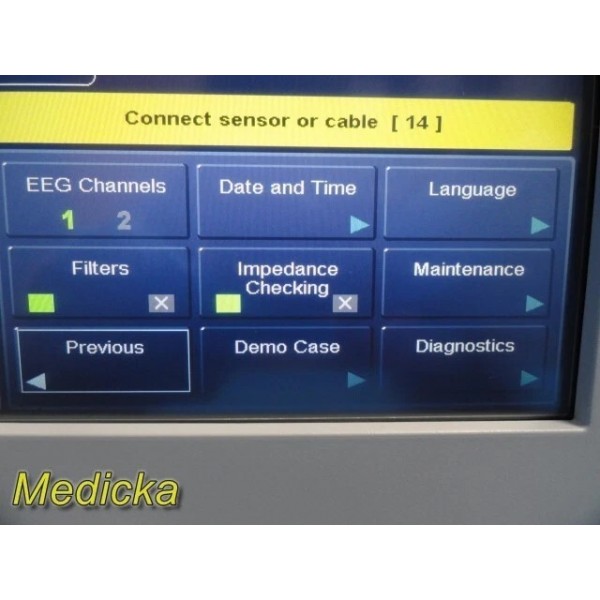 Connect sensor or cable [ 14 ]
EEG Channels
1 2
Date and Time
Language
Filters
Impedance
Checking
Maintenance
Previous
Demo Case
Diagnostics
Medicka